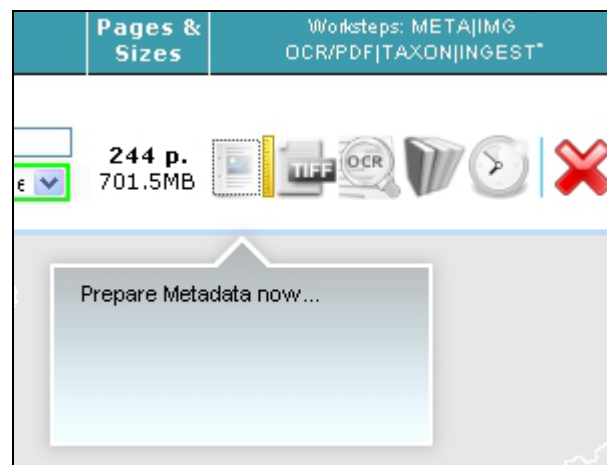 Pages & Sizes
Worksteps: META|IMG
OCR/PDF|TAXON|INGEST*
244 p.
701.5MB
TIFF
OCR
Prepare Metadata now...